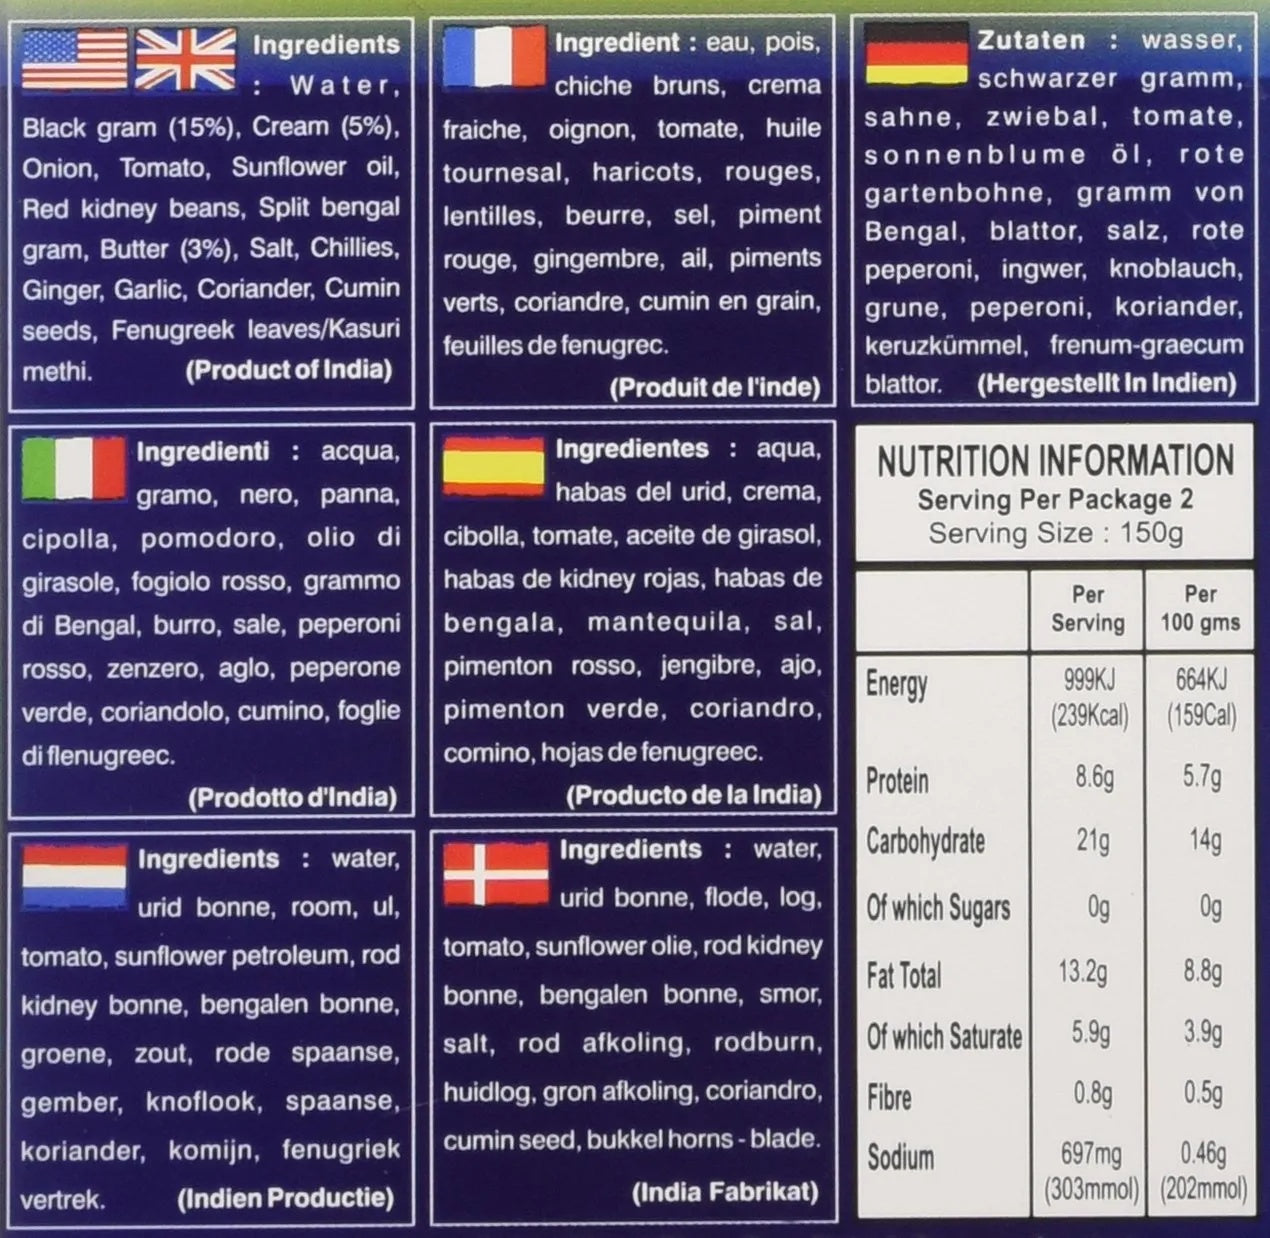 Ingredients
: Water,
Black gram (15%), Cream (5%),
Onion, Tomato, Sunflower oil,
Red kidney beans, Split bengal
gram, Butter (3%), Salt, Chillies,
Ginger, Garlic, Coriander, Cumin
seeds, Fenugreek leaves/Kasuri
methi. (Product of India)
Ingredient : eau, pois,
chiche bruns, crema
fraiche, oignon, tomate, huile
tournesal, haricots, rouges,
lentilles, beurre, sel, piment
rouge, gingembre, ail, piments
verts, coriandre, cumin en grain,
feuilles de fenugrec.
(Produit de l'inde)
Zutaten : wasser,
schwarzer gramm,
sahne, zwiebal, tomate,
sonnenblume öl, rote
gartenbohne, gramm von
Bengal, blattor, salz, rote
peperoni, ingwer, knoblauch,
grune, peperoni, koriander,
keruzkümmel, frenum-graecum
blattor. (Hergestellt In Indien)
Ingredienti : acqua,
gramo, nero, panna,
cipolla, pomodoro, olio di
girasole, fogiolo rosso, grammo
di Bengal, burro, sale, peperoni
rosso, zenzero, aglo, peperone
verde, coriandolo, cumino, foglie
di flenugreec.
(Prodotto d'India)
Ingredientes : aqua,
habas del urid, crema,
cibolla, tomate, aceite de girasol,
habas de kidney rojas, habas de
bengala, mantequila, sal,
pimenton rosso, jengibre, ajo,
pimenton verde, coriandro,
comino, hojas de fenugreec.
(Producto de la India)
Ingredients : water,
urid bonne, room, ul,
tomato, sunflower petroleum, rod
kidney bonne, bengalen bonne,
groene, zout, rode spaanse,
gember, knoflook, spaanse,
koriander, komijn, fenugriek
vertrek. (Indien Productie)
Ingredients : water,
urid bonne, flode, log,
tomato, sunflower olie, rod kidney
bonne, bengalen bonne, smor,
salt, rod afkoling, rodburn,
huidlog, gron afkoling, coriandro,
cumin seed, bukkel horns - blade.
(India Fabrikat)
NUTRITION INFORMATION
Serving Per Package 2
Serving Size : 150g
Per Serving Per 100 gms
Energy 999KJ 664KJ
(239Kcal) (159Cal)
Protein 8.6g 5.7g
Carbohydrate 21g 14g
Of which Sugars 0g 0g
Fat Total 13.2g 8.8g
Of which Saturate 5.9g 3.9g
Fibre 0.8g 0.5g
Sodium 697mg 0.46g
(303mmol) (202mmol)